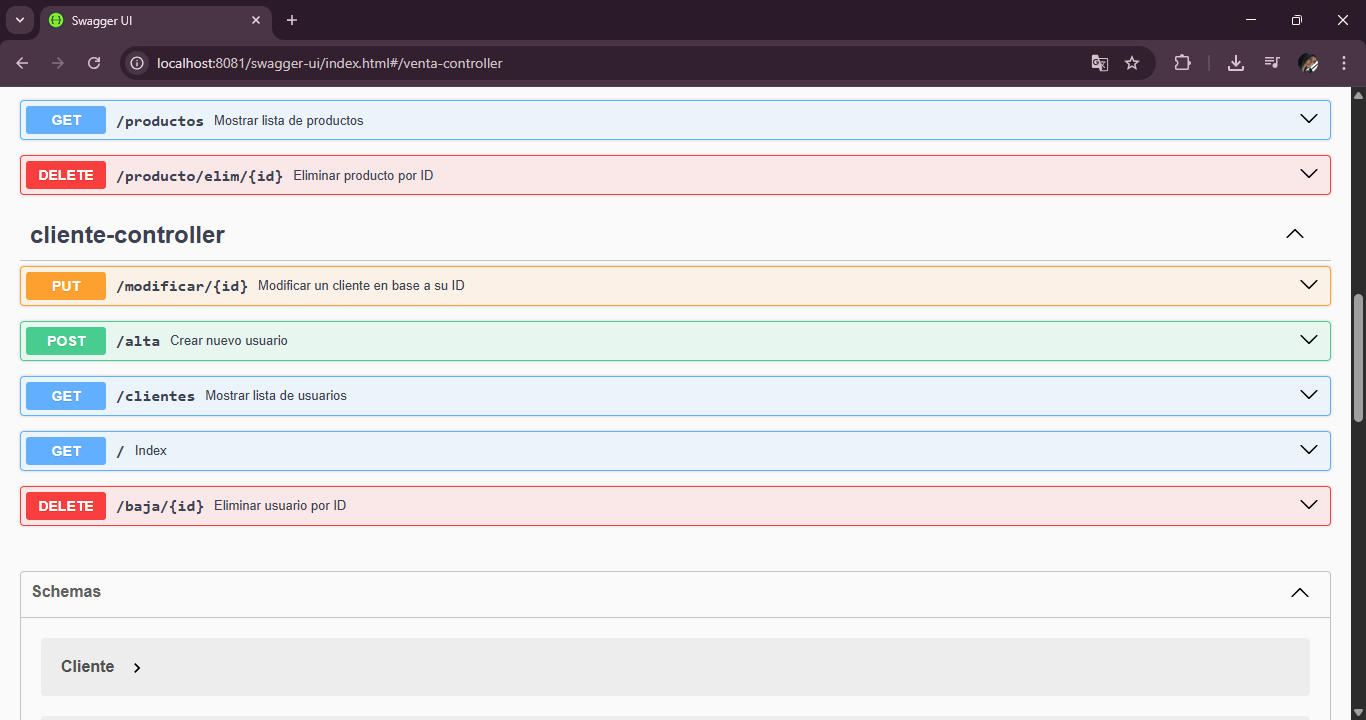 Swagger UI
localhost:8081/swagger-ui/index.html#/venta-controller
GET /productos Mostrar lista de productos
DELETE /producto/elim/{id} Eliminar producto por ID
cliente-controller
PUT /modificar/{id} Modificar un cliente en base a su ID
POST /alta Crear nuevo usuario
GET /clientes Mostrar lista de usuarios
GET / Index
DELETE /baja/{id} Eliminar usuario por ID
Schemas
Cliente